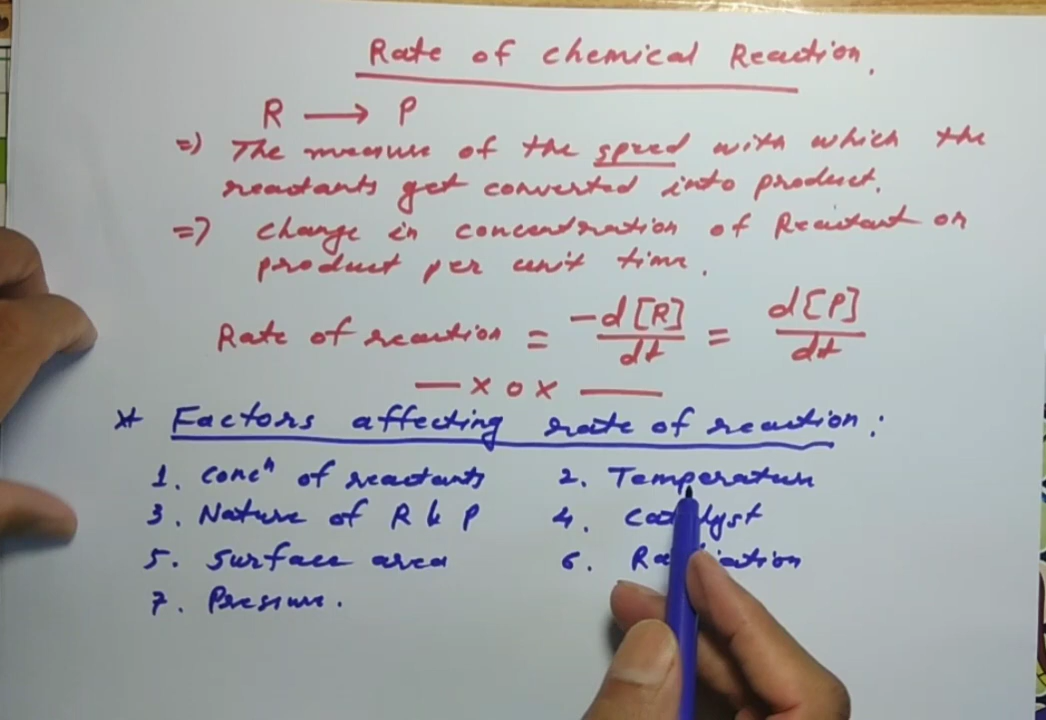 Rate of chemical Reaction.
R ⟶ P
=) The measure of the speed with which the
reactants get converted into product.
=) change in concentration of Reactant or
product per unit time.
Rate of reaction = -d[R]/dt = d[P]/dt
— x o x —
* Factors affecting rate of reaction :
1. concⁿ of reactants 2. Temperature
3. Nature of R & P 4. Catalyst
5. Surface area 6. Radiation
7. Pressure.